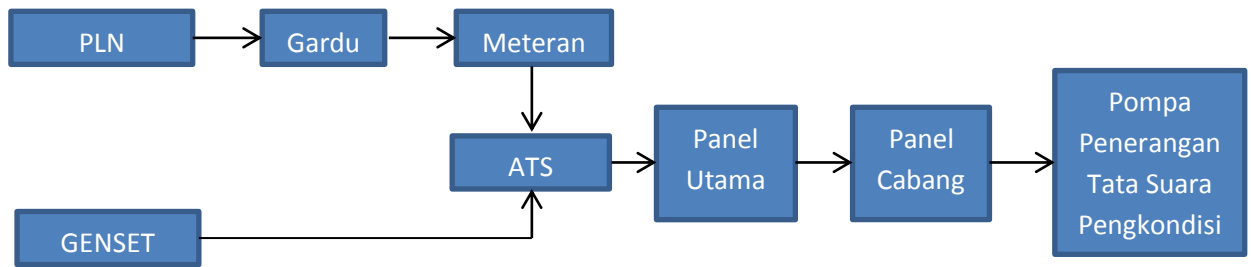 PLN
Gardu
Meteran
ATS
GENSET
Panel
Utama
Panel
Cabang
Pompa
Penerangan
Tata Suara
Pengkondisi